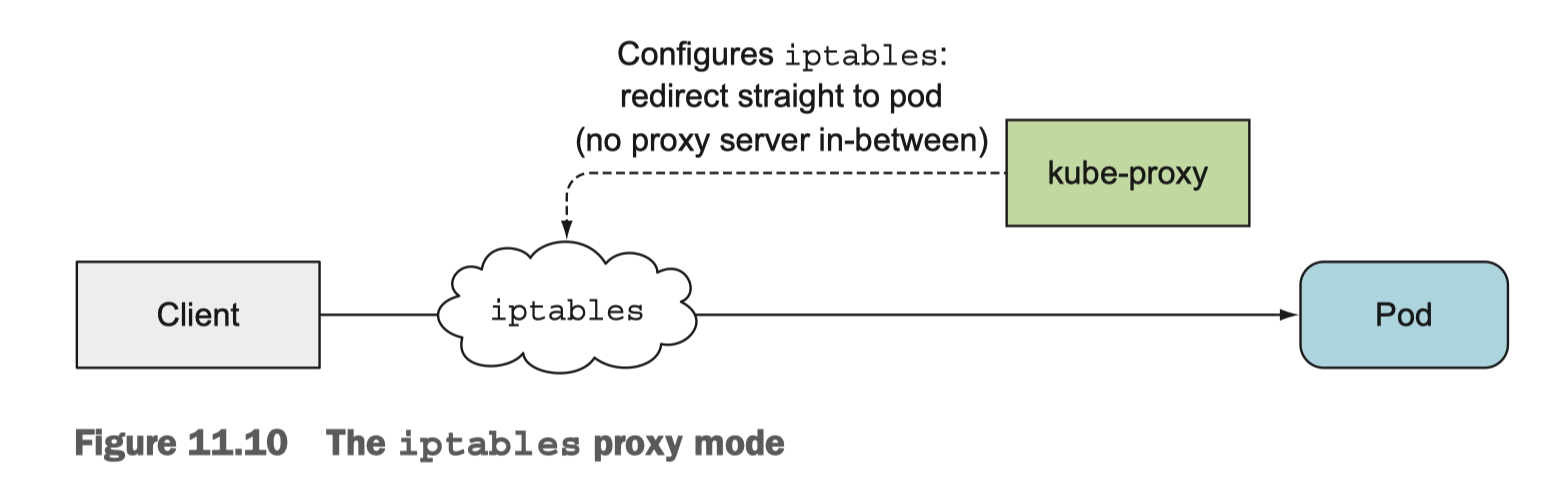 Configures iptables:
redirect straight to pod
(no proxy server in-between)
kube-proxy
Client
iptables
Pod
Figure 11.10 The iptables proxy mode